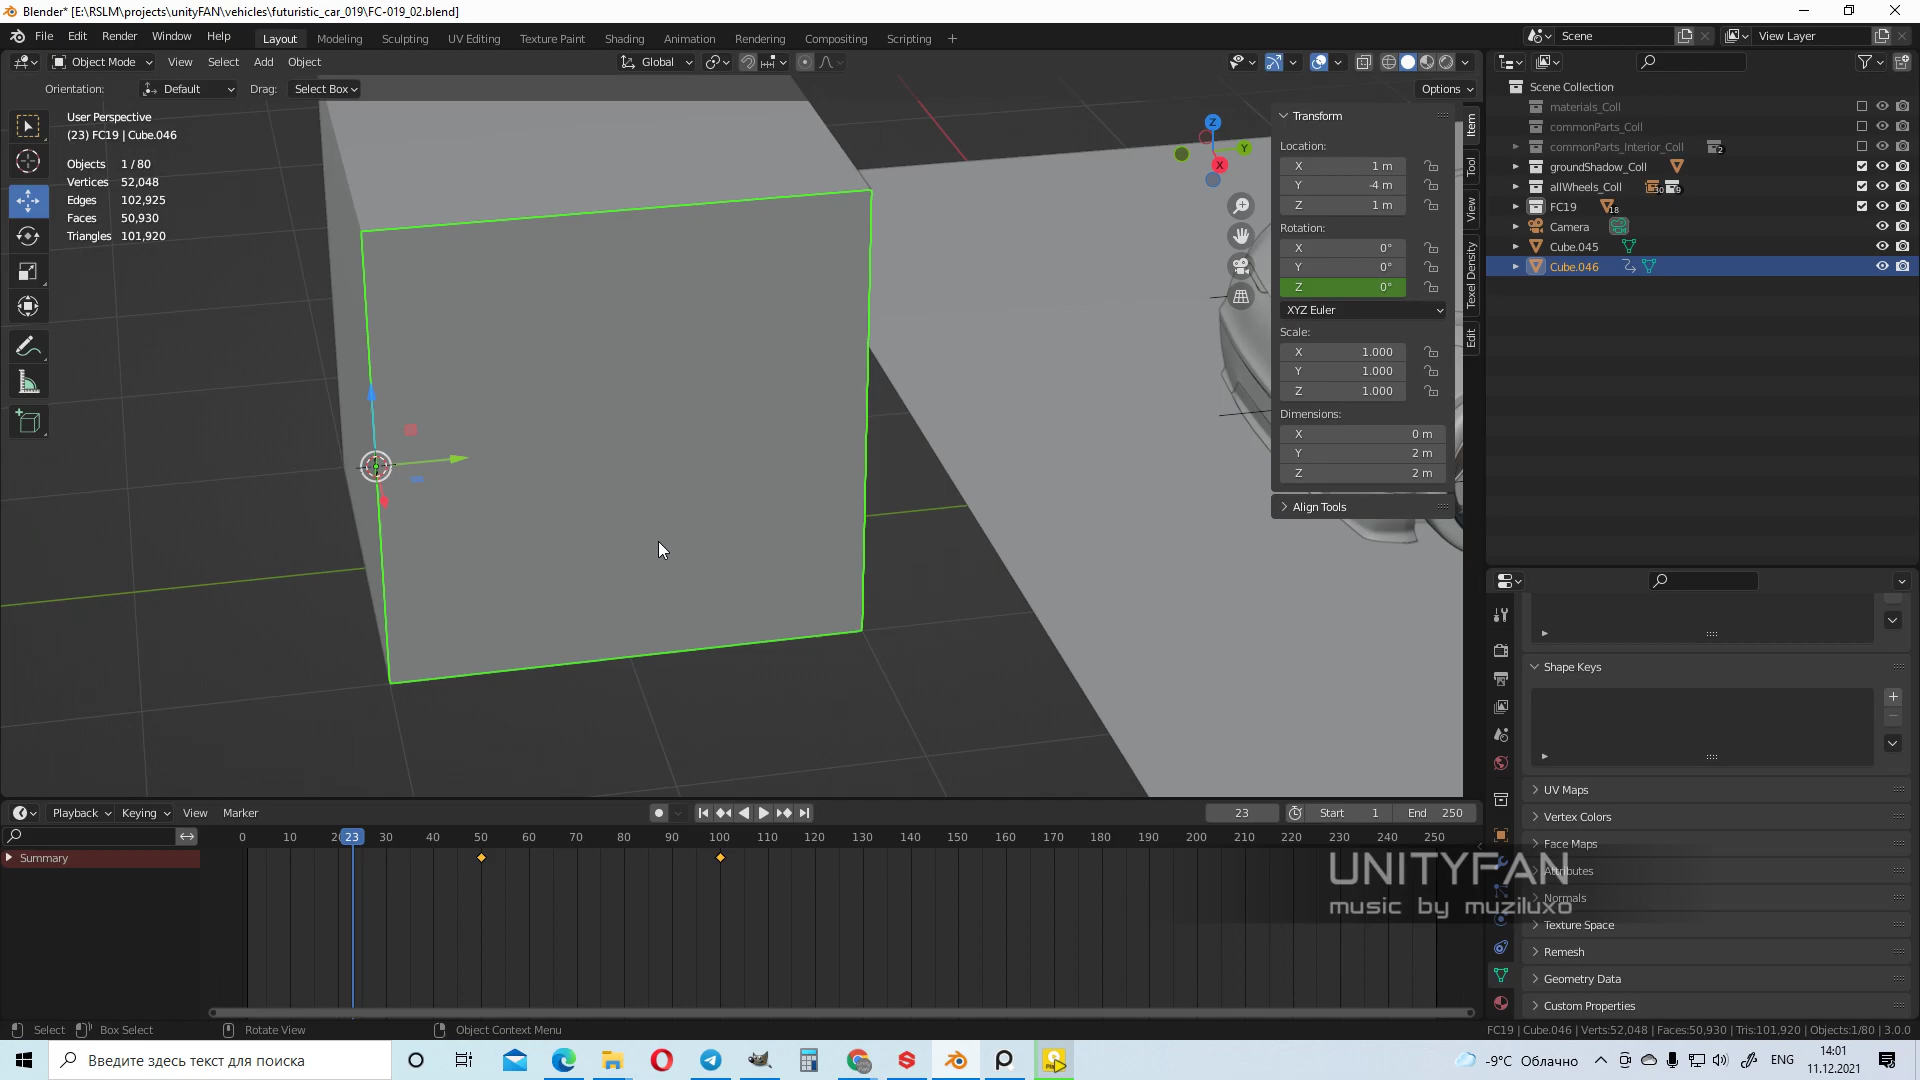 Blender* [E:\RSLM\projects\unityFAN\vehicles\futuristic_car_019\FC-019_02.blend]
File Edit Render Window Help Layout Modeling Sculpting UV Editing Texture Paint Shading Animation Rendering Compositing Scripting Scene View Layer
Object Mode View Select Add Object Global
Orientation: Default Drag: Select Box Options
User Perspective
(23) FC19 | Cube.046
Objects 1 / 80
Vertices 52,048
Edges 102,925
Faces 50,930
Triangles 101,920
Z
Y
X
Transform
Location:
X 1 m
Y -4 m
Z 1 m
Rotation:
X 0°
Y 0°
Z 0°
XYZ Euler
Scale:
X 1.000
Y 1.000
Z 1.000
Dimensions:
X 0 m
Y 2 m
Z 2 m
Align Tools
Item
Tool
View
Texel Density
Edit
Scene Collection
materials_Coll
commonParts_Coll
commonParts_Interior_Coll 2
groundShadow_Coll
allWheels_Coll 30 9
FC19 18
Camera
Cube.045
Cube.046
Shape Keys
UV Maps
Vertex Colors
Face Maps
Attributes
Normals
Texture Space
Remesh
Geometry Data
Custom Properties
Playback Keying View Marker 23 Start 1 End 250
0 10 20 23 30 40 50 60 70 80 90 100 110 120 130 140 150 160 170 180 190 200 210 220 230 240 250
Summary
UNITYFAN
music by muziluxo
Select Box Select Rotate View Object Context Menu FC19 | Cube.046 | Verts:52,048 | Faces:50,930 | Tris:101,920 | Objects:1/80 | 3.0.0
Введите здесь текст для поиска
-9°C Облачно ENG
14:01
11.12.2021